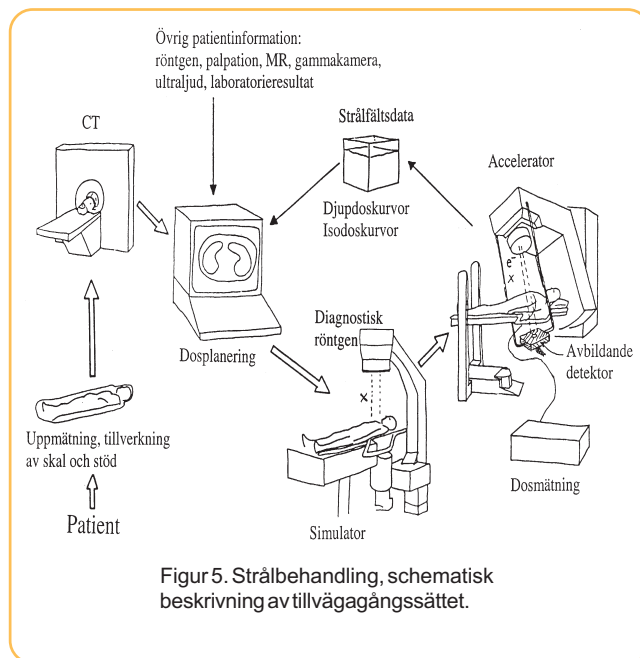 Övrig patientinformation:
röntgen, palpation, MR, gammakamera,
ultraljud, laboratorieresultat
CT
Strålfältsdata
Accelerator
Djupdoskurvor
Isodoskurvor
e-
x
Diagnostisk
röntgen
Dosplanering
Avbildande
detektor
x
Uppmätning, tillverkning
av skal och stöd
Dosmätning
Patient
Simulator
Figur 5. Strålbehandling, schematisk
beskrivning av tillvägagångssättet.